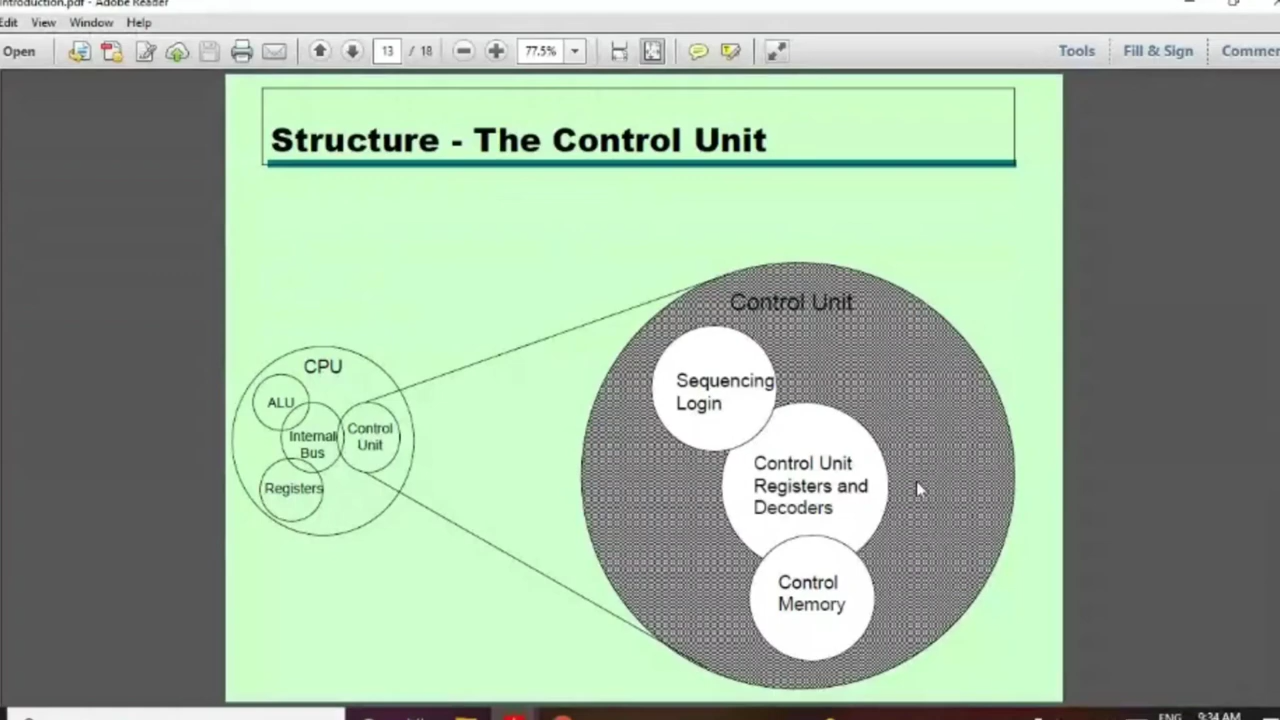 Introduction.pdf - Adobe Reader
Edit View Window Help
Open 13 / 18 77.5% Tools Fill & Sign Commen
Structure - The Control Unit
Control Unit
Sequencing
Login
Control Unit
Registers and
Decoders
Control
Memory
CPU
ALU
Internal
Bus
Control
Unit
Registers
ENG 9:34 AM